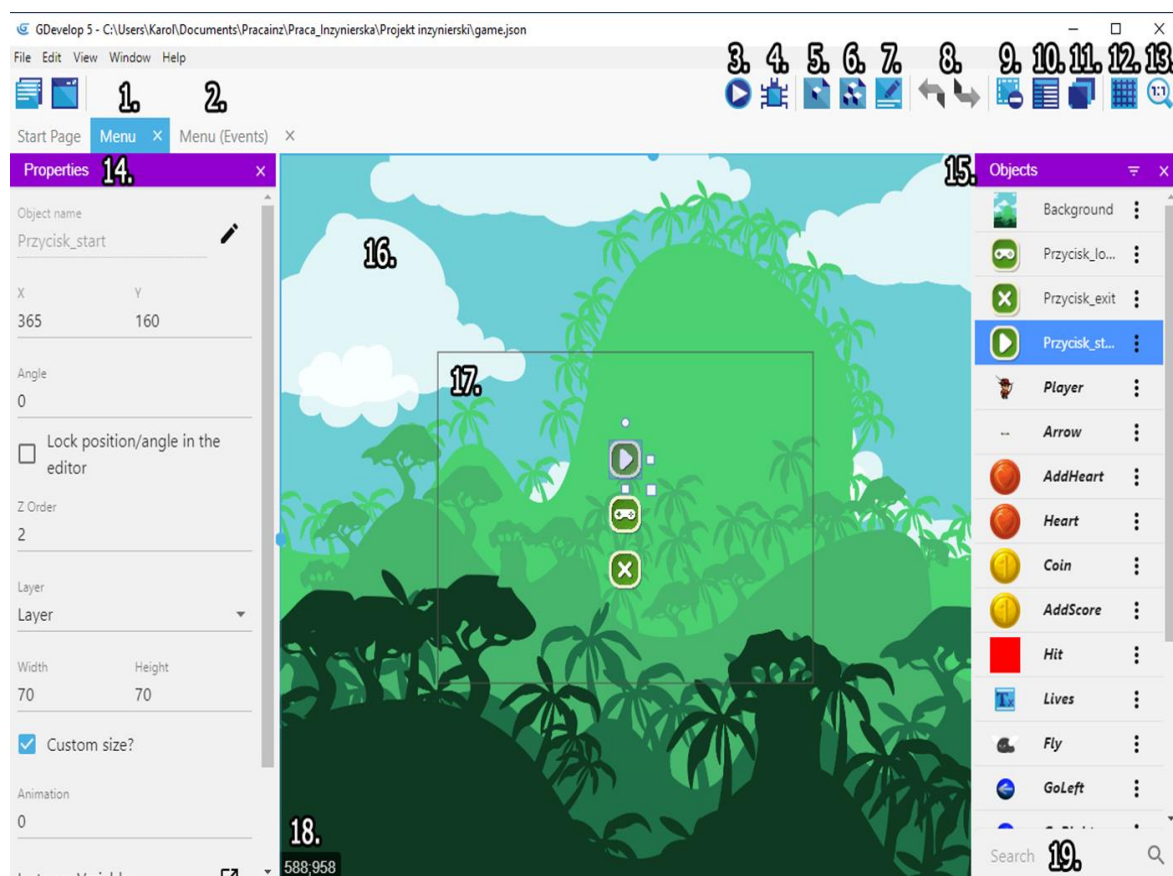 GDevelop 5 - C:\Users\Karol\Documents\Pracainz\Praca_Inzynierska\Projekt inzynierski\game.json
File Edit View Window Help
1. 2. 3. 4. 5. 6. 7. 8. 9. 10. 11. 12. 13.
1:1
Start Page Menu × Menu (Events) ×
Properties 14. ×
15. Objects ×
Object name
Przycisk_start
X Y
365 160
Angle
0
Lock position/angle in the
editor
Z Order
2
Layer
Layer
Width Height
70 70
Custom size?
Animation
0
16.
17.
18.
588;958
Background
Przycisk_lo...
Przycisk_exit
Przycisk_st...
Player
Arrow
AddHeart
Heart
Coin
AddScore
Hit
Lives
Fly
GoLeft
Search 19.